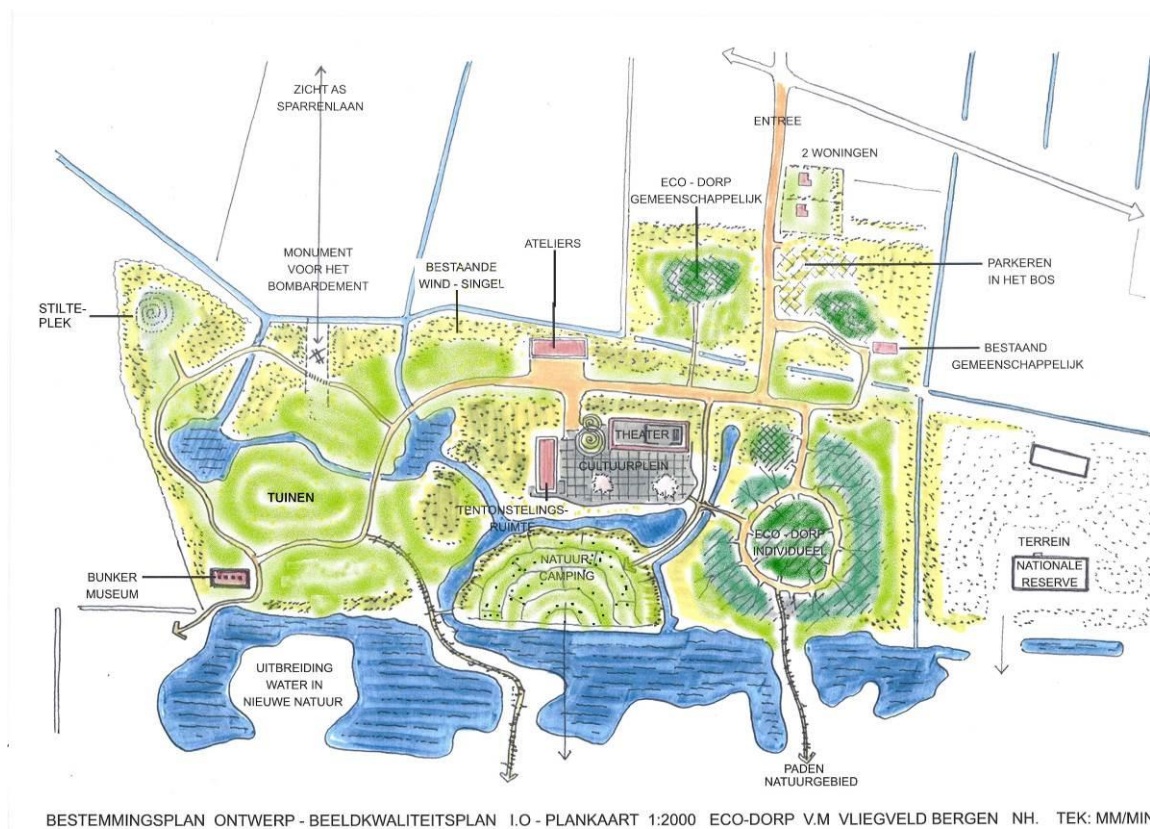 ZICHT AS
SPARRENLAAN
ENTREE
2 WONINGEN
ECO - DORP
GEMEENSCHAPPELIJK
ATELIERS
MONUMENT
VOOR HET
BOMBARDEMENT
BESTAANDE
WIND - SINGEL
PARKEREN
IN HET BOS
STILTE-
PLEK
BESTAAND
GEMEENSCHAPPELIJK
THEATER
CULTUURPLEIN
TUINEN
TENTONSTELINGS-
RUIMTE
ECO - DORP
INDIVIDUEEL
NATUUR
CAMPING
TERREIN
NATIONALE
RESERVE
BUNKER
MUSEUM
UITBREIDING
WATER IN
NIEUWE NATUUR
PADEN
NATUURGEBIED
BESTEMMINGSPLAN ONTWERP - BEELDKWALITEITSPLAN I.O - PLANKAART 1:2000 ECO-DORP V.M VLIEGVELD BERGEN NH. TEK: MM/MIN